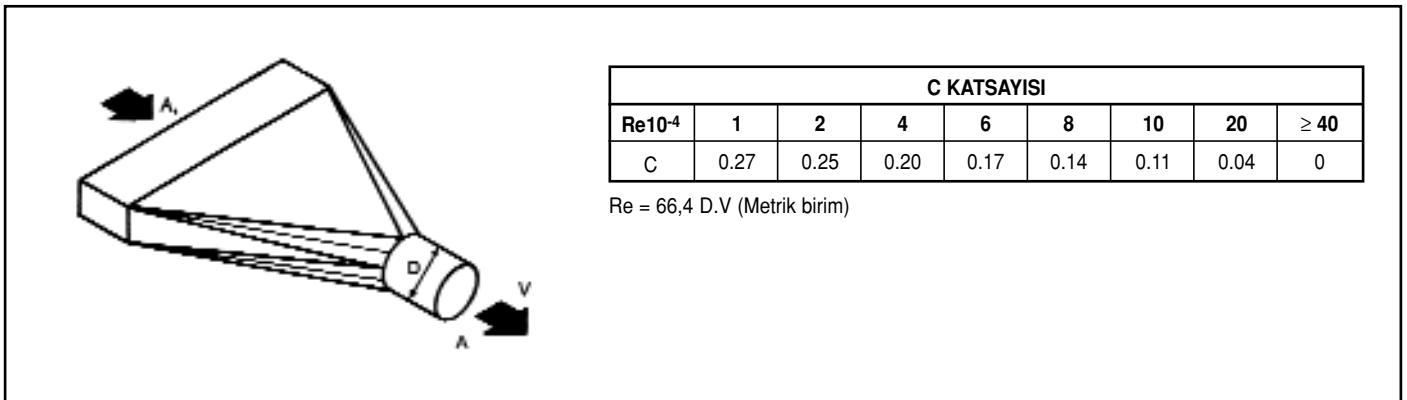 C KATSAYISI
Re10-4 1 2 4 6 8 10 20 ≥ 40
C 0.27 0.25 0.20 0.17 0.14 0.11 0.04 0
Re = 66,4 D.V (Metrik birim)
A₁
D
V
A